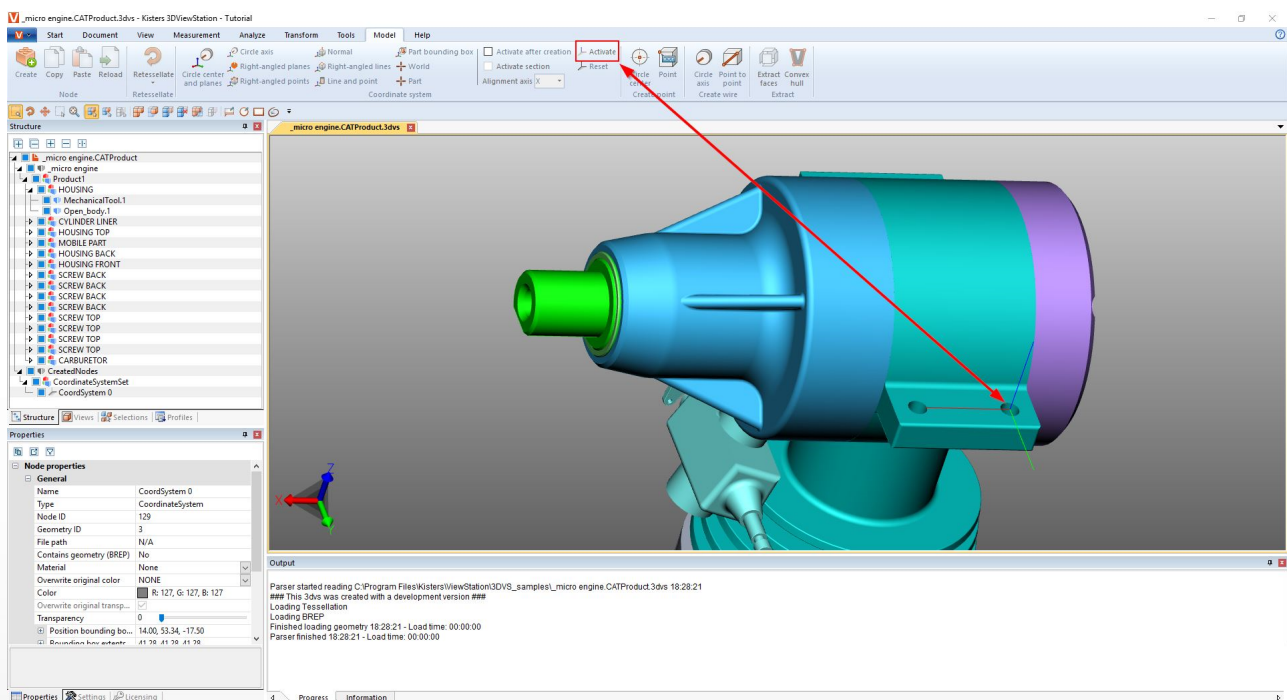 _micro engine.CATProduct.3dvs - Kisters 3DViewStation - Tutorial
Start Document View Measurement Analyze Transform Tools Model Help
Create Copy Paste Reload
Node
Retessellate
Retessellate
Circle center and planes
Circle axis
Right-angled planes
Right-angled points
Normal
Right-angled lines
Line and point
Part bounding box
World
Part
Activate after creation
Activate section
Alignment axis X
Activate
Reset
Coordinate system
Circle center
Point
Create point
Circle axis
Point to point
Create wire
Extract faces
Convex hull
Extract
Structure
_micro engine.CATProduct
_micro engine
Product1
HOUSING
MechanicalTool.1
Open_body.1
CYLINDER LINER
HOUSING TOP
MOBILE PART
HOUSING BACK
HOUSING FRONT
SCREW BACK
SCREW BACK
SCREW BACK
SCREW BACK
SCREW TOP
SCREW TOP
SCREW TOP
SCREW TOP
CARBURETOR
CreatedNodes
CoordinateSystemSet
CoordSystem 0
Structure Views Selections Profiles
Properties
Node properties
General
Name CoordSystem 0
Type CoordinateSystem
Node ID 129
Geometry ID 3
File path N/A
Contains geometry (BREP) No
Material None
Overwrite original color NONE
Color R: 127, G: 127, B: 127
Overwrite original transp...
Transparency 0
Position bounding bo... 14.00, 53.34, -17.50
Bounding box extents 41.28, 41.28, 41.28
Properties Settings Licensing
_micro engine.CATProduct.3dvs
Z
X
Y
Output
Parser started reading C:\Program Files\Kisters\ViewStation\3DVS_samples\_micro engine.CATProduct.3dvs 18:28:21
### This 3dvs was created with a development version ###
Loading Tessellation
Loading BREP
Finished loading geometry 18:28:21 - Load time: 00:00:00
Parser finished 18:28:21 - Load time: 00:00:00
Progress Information